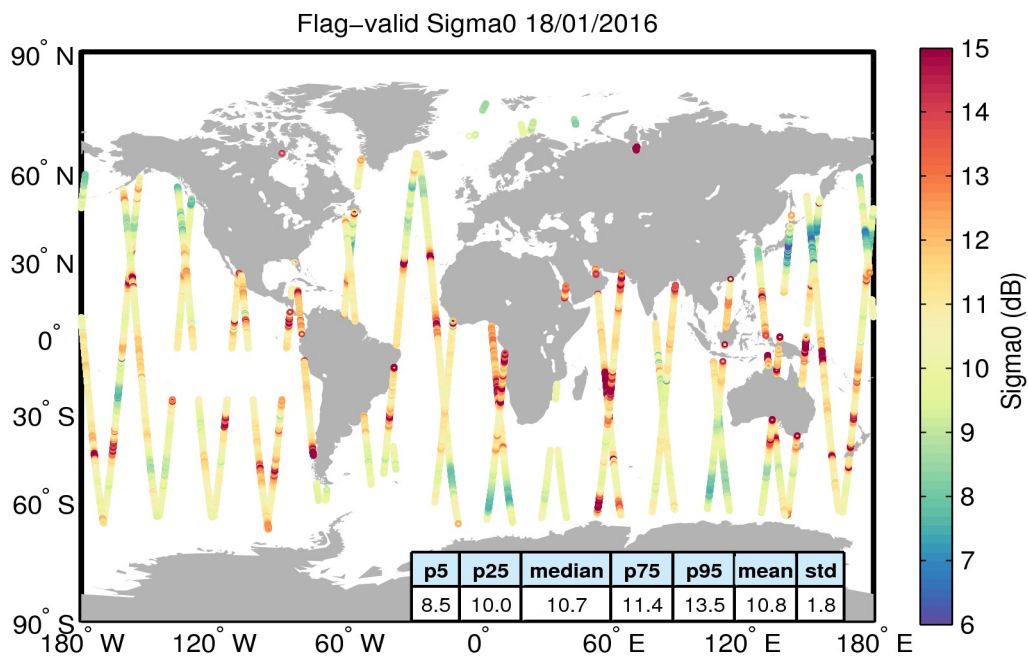 Flag−valid Sigma0 18/01/2016
90° N
60° N
30° N
0°
30° S
60° S
90° S
180° W
120° W
60° W
0°
60° E
120° E
180° E
p5 p25 median p75 p95 mean std
8.5 10.0 10.7 11.4 13.5 10.8 1.8
15
14
13
12
11
10
9
8
7
6
Sigma0 (dB)